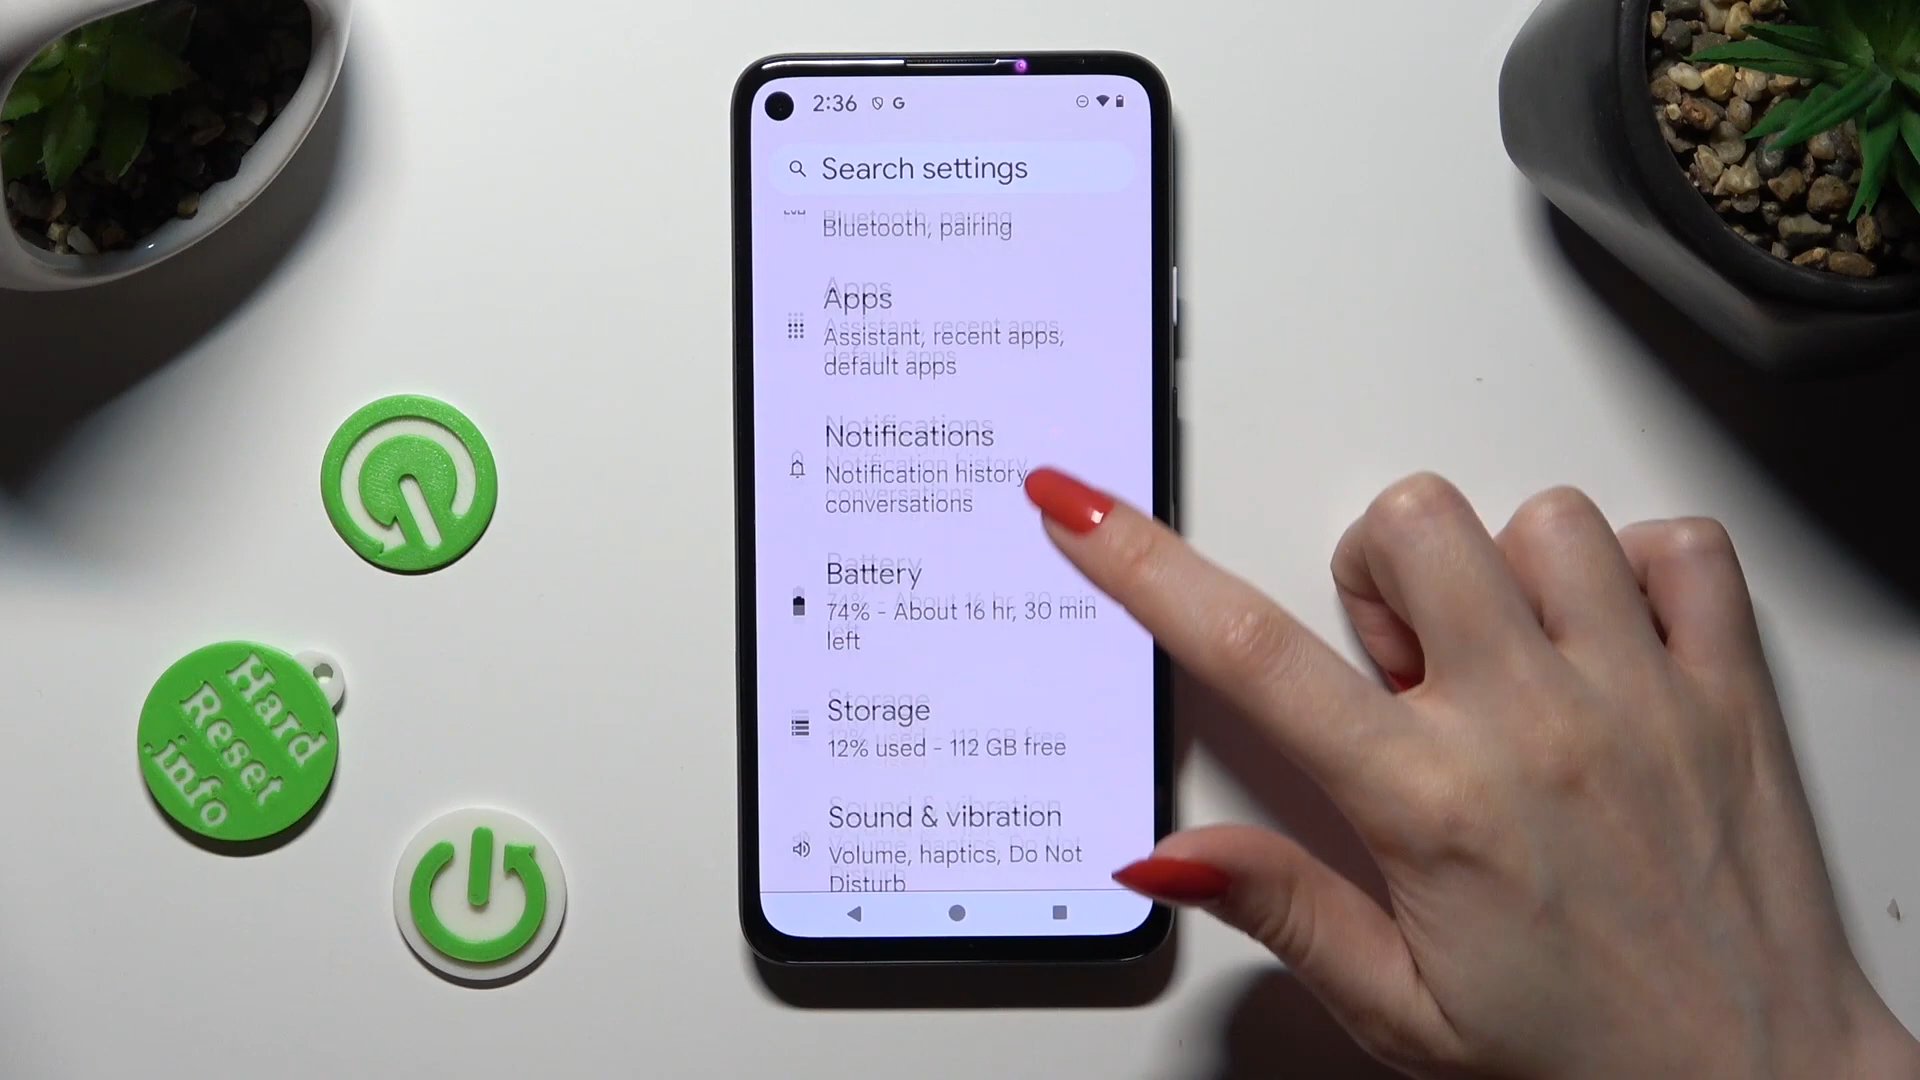 2:36 G
Search settings
Bluetooth, pairing
Apps
Assistant, recent apps,
default apps
Notifications
Notification history
conversations
Battery
74% - About 16 hr, 30 min
left
Storage
12% used - 112 GB free
Sound & vibration
Volume, haptics, Do Not
Disturb
Hard
Reset
.info